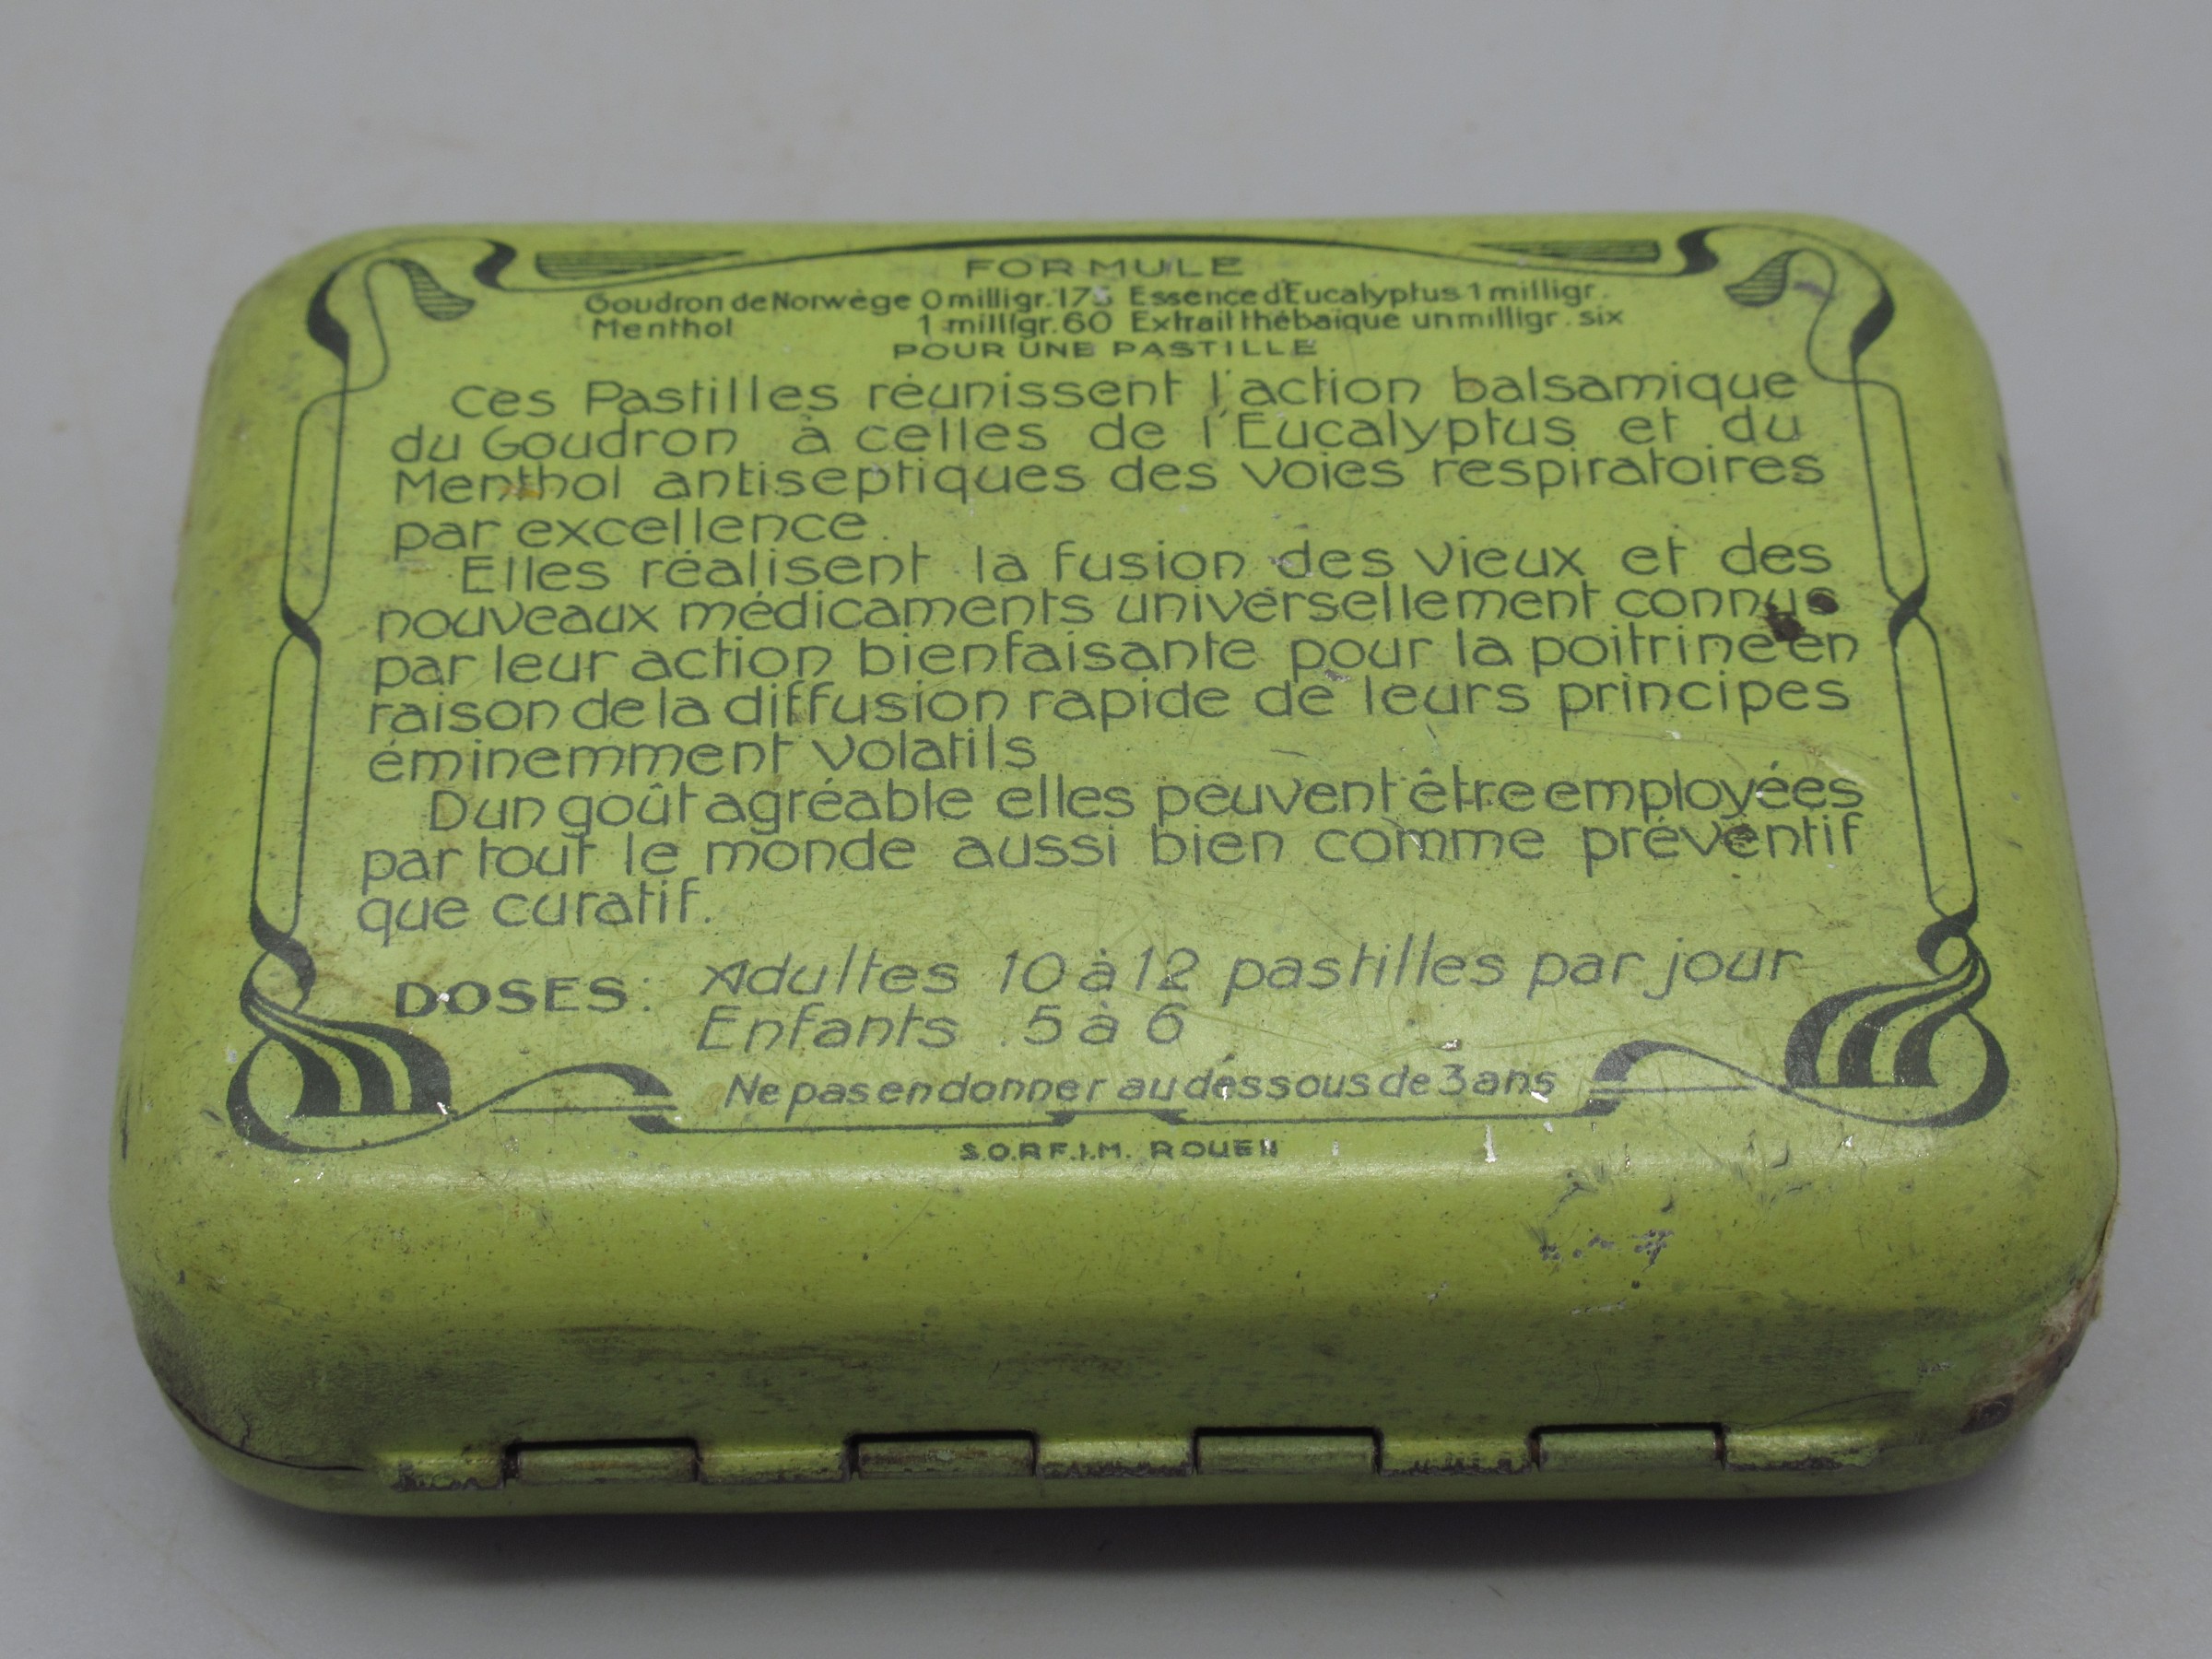 FORMULE
Goudron de Norwège 0 milligr. 175 Essence d'Eucalyptus 1 milligr.
Menthol 1 milligr. 60 Extrait thébaïque un milligr. six
POUR UNE PASTILLE
Ces Pastilles réunissent l'action balsamique
du Goudron à celles de l'Eucalyptus et du
Menthol antiseptiques des voies respiratoires
par excellence.
Elles réalisent la fusion des vieux et des
nouveaux médicaments universellement connus
par leur action bienfaisante pour la poitrine en
raison de la diffusion rapide de leurs principes
éminemment volatils
Dun goût agréable elles peuvent être employées
par tout le monde aussi bien comme préventif
que curatif.
DOSES: Adultes 10 à 12 pastilles par jour
Enfants 5 à 6
Ne pas en donner au dessous de 3 ans
S.O.R.F.I.M. ROUEN